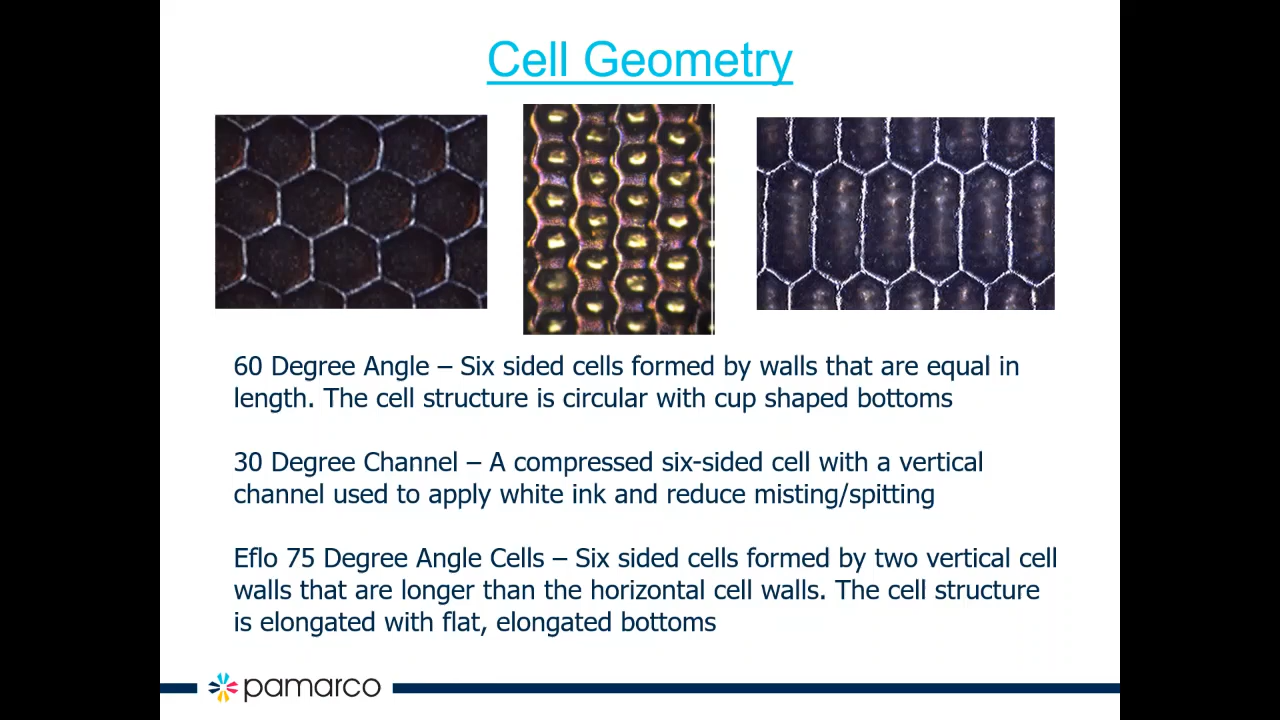 Cell Geometry
60 Degree Angle – Six sided cells formed by walls that are equal in
length. The cell structure is circular with cup shaped bottoms
30 Degree Channel – A compressed six-sided cell with a vertical
channel used to apply white ink and reduce misting/spitting
Eflo 75 Degree Angle Cells – Six sided cells formed by two vertical cell
walls that are longer than the horizontal cell walls. The cell structure
is elongated with flat, elongated bottoms
pamarco